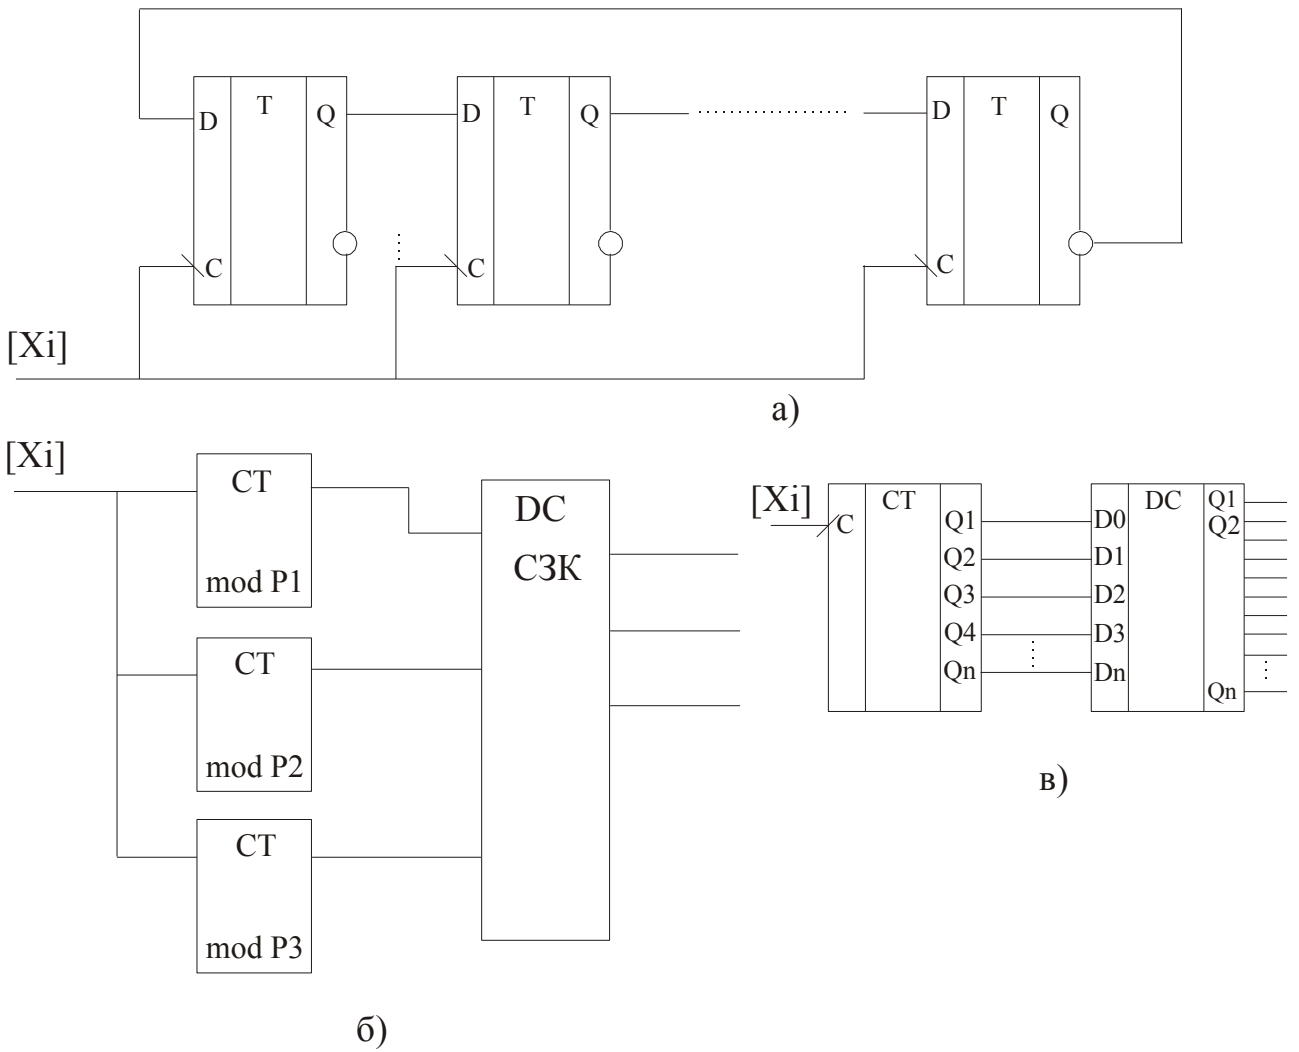 T T T
D Q D Q D Q
C C C
[Xi]
а)
[Xi]
CT
mod P1
CT
mod P2
CT
mod P3
DC
СЗК
б)
[Xi]
C
CT
Q1
Q2
Q3
Q4
Qn
D0
D1
D2
D3
Dn
DC
Q1
Q2
Qn
в)